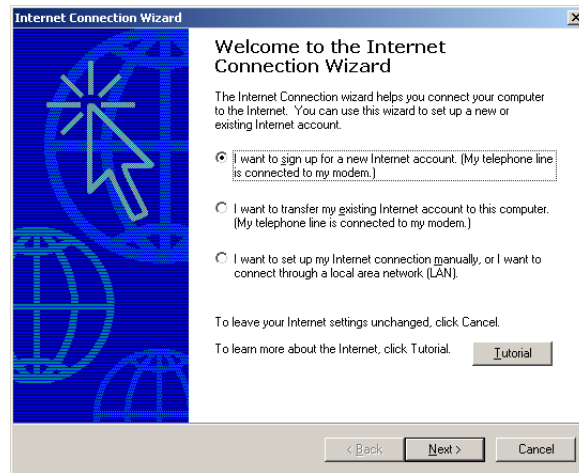 Internet Connection Wizard
Welcome to the Internet
Connection Wizard
The Internet Connection wizard helps you connect your computer
to the Internet. You can use this wizard to set up a new or
existing Internet account.
I want to sign up for a new Internet account. (My telephone line
is connected to my modem.)
I want to transfer my existing Internet account to this computer.
(My telephone line is connected to my modem.)
I want to set up my Internet connection manually, or I want to
connect through a local area network (LAN).
To leave your Internet settings unchanged, click Cancel.
To learn more about the Internet, click Tutorial.
Tutorial
< Back
Next >
Cancel